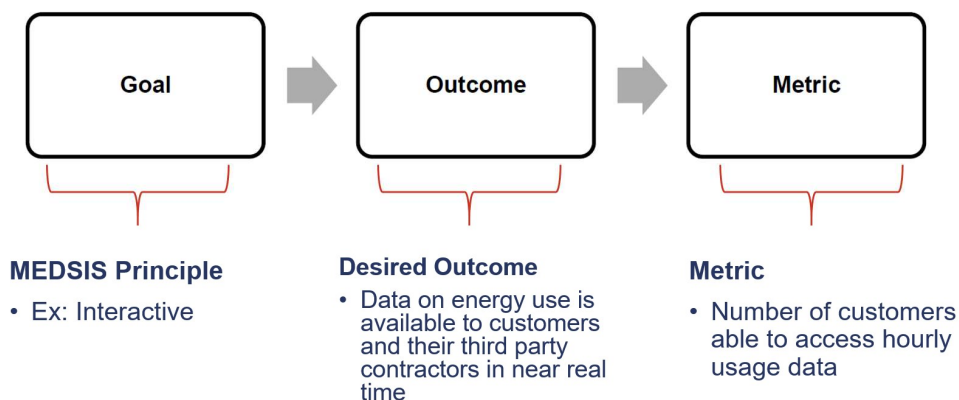 Goal
Outcome
Metric
MEDSIS Principle
• Ex: Interactive
Desired Outcome
• Data on energy use is
available to customers
and their third party
contractors in near real
time
Metric
• Number of customers
able to access hourly
usage data